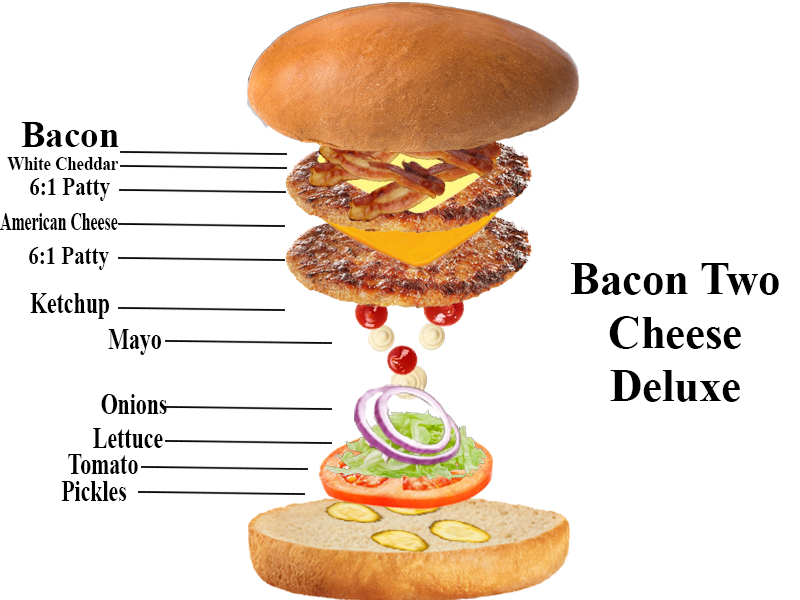 Bacon
White Cheddar
6:1 Patty
American Cheese
6:1 Patty
Ketchup
Mayo
Onions
Lettuce
Tomato
Pickles
Bacon Two
Cheese
Deluxe